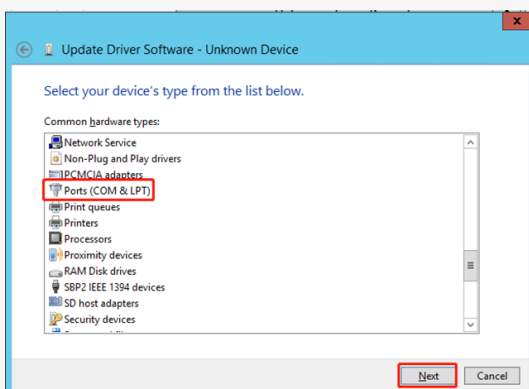 x
Update Driver Software - Unknown Device
Select your device's type from the list below.
Common hardware types:
Network Service
Non-Plug and Play drivers
PCMCIA adapters
Ports (COM & LPT)
Print queues
Printers
Processors
Proximity devices
RAM Disk drives
SBP2 IEEE 1394 devices
SD host adapters
Security devices
Next
Cancel